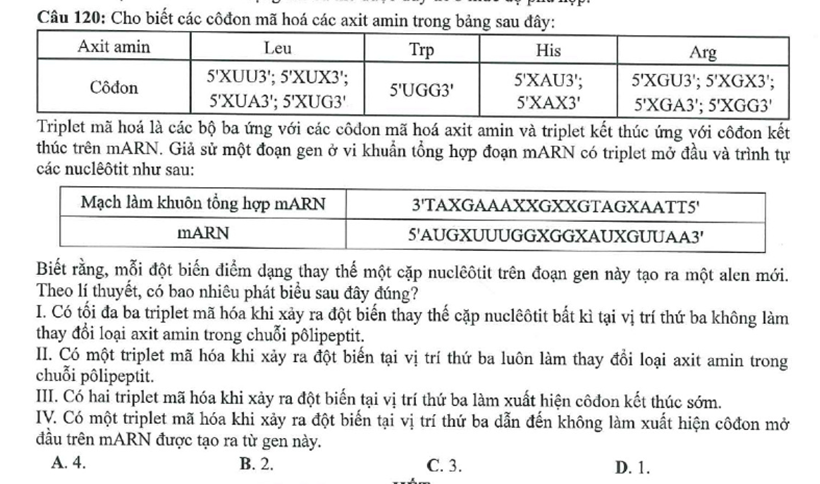 Câu 120: Cho biết các côđon mã hoá các axit amin trong bảng sau đây:
Axit amin Leu Trp His Arg
Côđon 5'XUU3'; 5'XUX3'; 5'XUA3'; 5'XUG3' 5'UGG3' 5'XAU3'; 5'XAX3' 5'XGU3'; 5'XGX3'; 5'XGA3'; 5'XGG3'
Triplet mã hoá là các bộ ba ứng với các côđon mã hoá axit amin và triplet kết thúc ứng với côđon kết
thúc trên mARN. Giả sử một đoạn gen ở vi khuẩn tổng hợp đoạn mARN có triplet mở đầu và trình tự
các nuclêôtit như sau:
Mạch làm khuôn tổng hợp mARN 3'TAXGAAAXXGXXGTAGXAATT5'
mARN 5'AUGXUUUGGXGGXAUXGUUAA3'
Biết rằng, mỗi đột biến điểm dạng thay thế một cặp nuclêôtit trên đoạn gen này tạo ra một alen mới.
Theo lí thuyết, có bao nhiêu phát biểu sau đây đúng?
I. Có tối đa ba triplet mã hóa khi xảy ra đột biến thay thế cặp nuclêôtit bất kì tại vị trí thứ ba không làm
thay đổi loại axit amin trong chuỗi pôlipeptit.
II. Có một triplet mã hóa khi xảy ra đột biến tại vị trí thứ ba luôn làm thay đổi loại axit amin trong
chuỗi pôlipeptit.
III. Có hai triplet mã hóa khi xảy ra đột biến tại vị trí thứ ba làm xuất hiện côđon kết thúc sớm.
IV. Có một triplet mã hóa khi xảy ra đột biến tại vị trí thứ ba dẫn đến không làm xuất hiện côđon mở
đầu trên mARN được tạo ra từ gen này.
A. 4. B. 2. C. 3. D. 1.